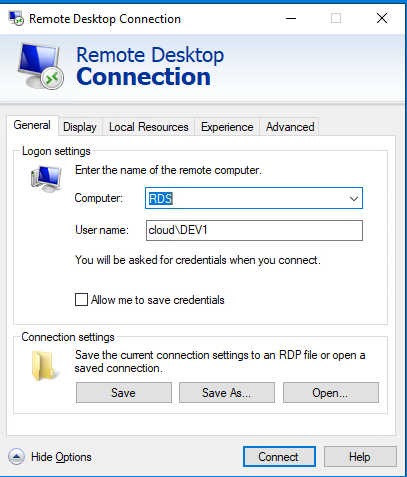 Remote Desktop Connection
Remote Desktop
Connection
General Display Local Resources Experience Advanced
Logon settings
Enter the name of the remote computer.
Computer: RDS
User name: cloud\DEV1
You will be asked for credentials when you connect.
Allow me to save credentials
Connection settings
Save the current connection settings to an RDP file or open a
saved connection.
Save Save As... Open...
Hide Options Connect Help